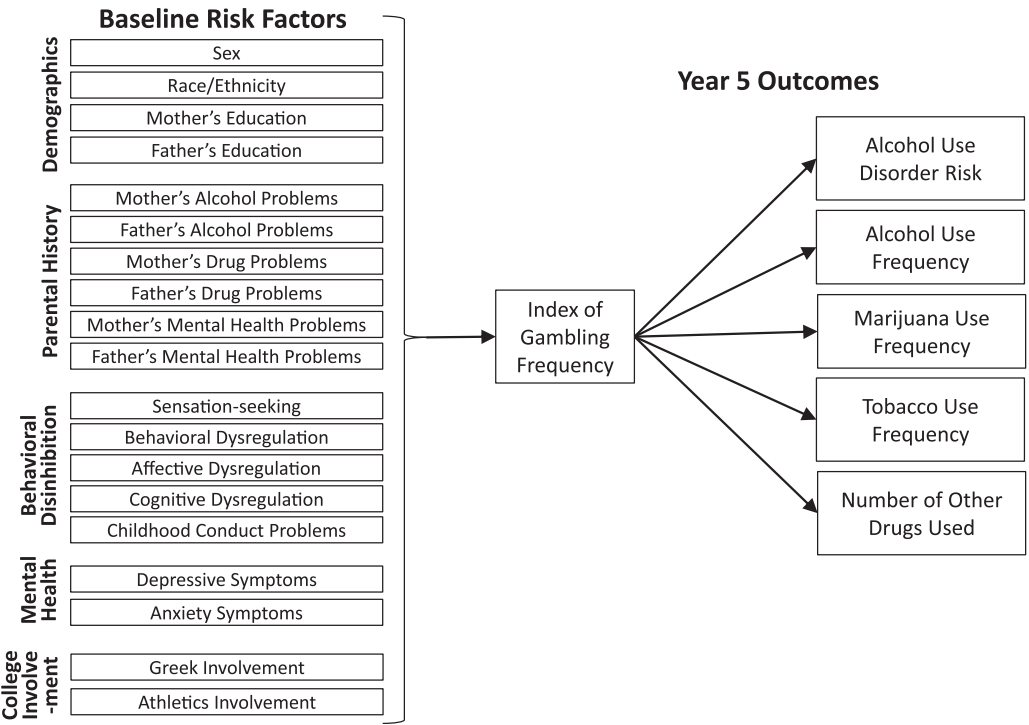 Baseline Risk Factors
Demographics
Sex
Race/Ethnicity
Mother's Education
Father's Education
Parental History
Mother's Alcohol Problems
Father's Alcohol Problems
Mother's Drug Problems
Father's Drug Problems
Mother's Mental Health Problems
Father's Mental Health Problems
Behavioral
Disinhibition
Sensation-seeking
Behavioral Dysregulation
Affective Dysregulation
Cognitive Dysregulation
Childhood Conduct Problems
Mental
Health
Depressive Symptoms
Anxiety Symptoms
College
Involve
-ment
Greek Involvement
Athletics Involvement
Index of
Gambling
Frequency
Year 5 Outcomes
Alcohol Use
Disorder Risk
Alcohol Use
Frequency
Marijuana Use
Frequency
Tobacco Use
Frequency
Number of Other
Drugs Used